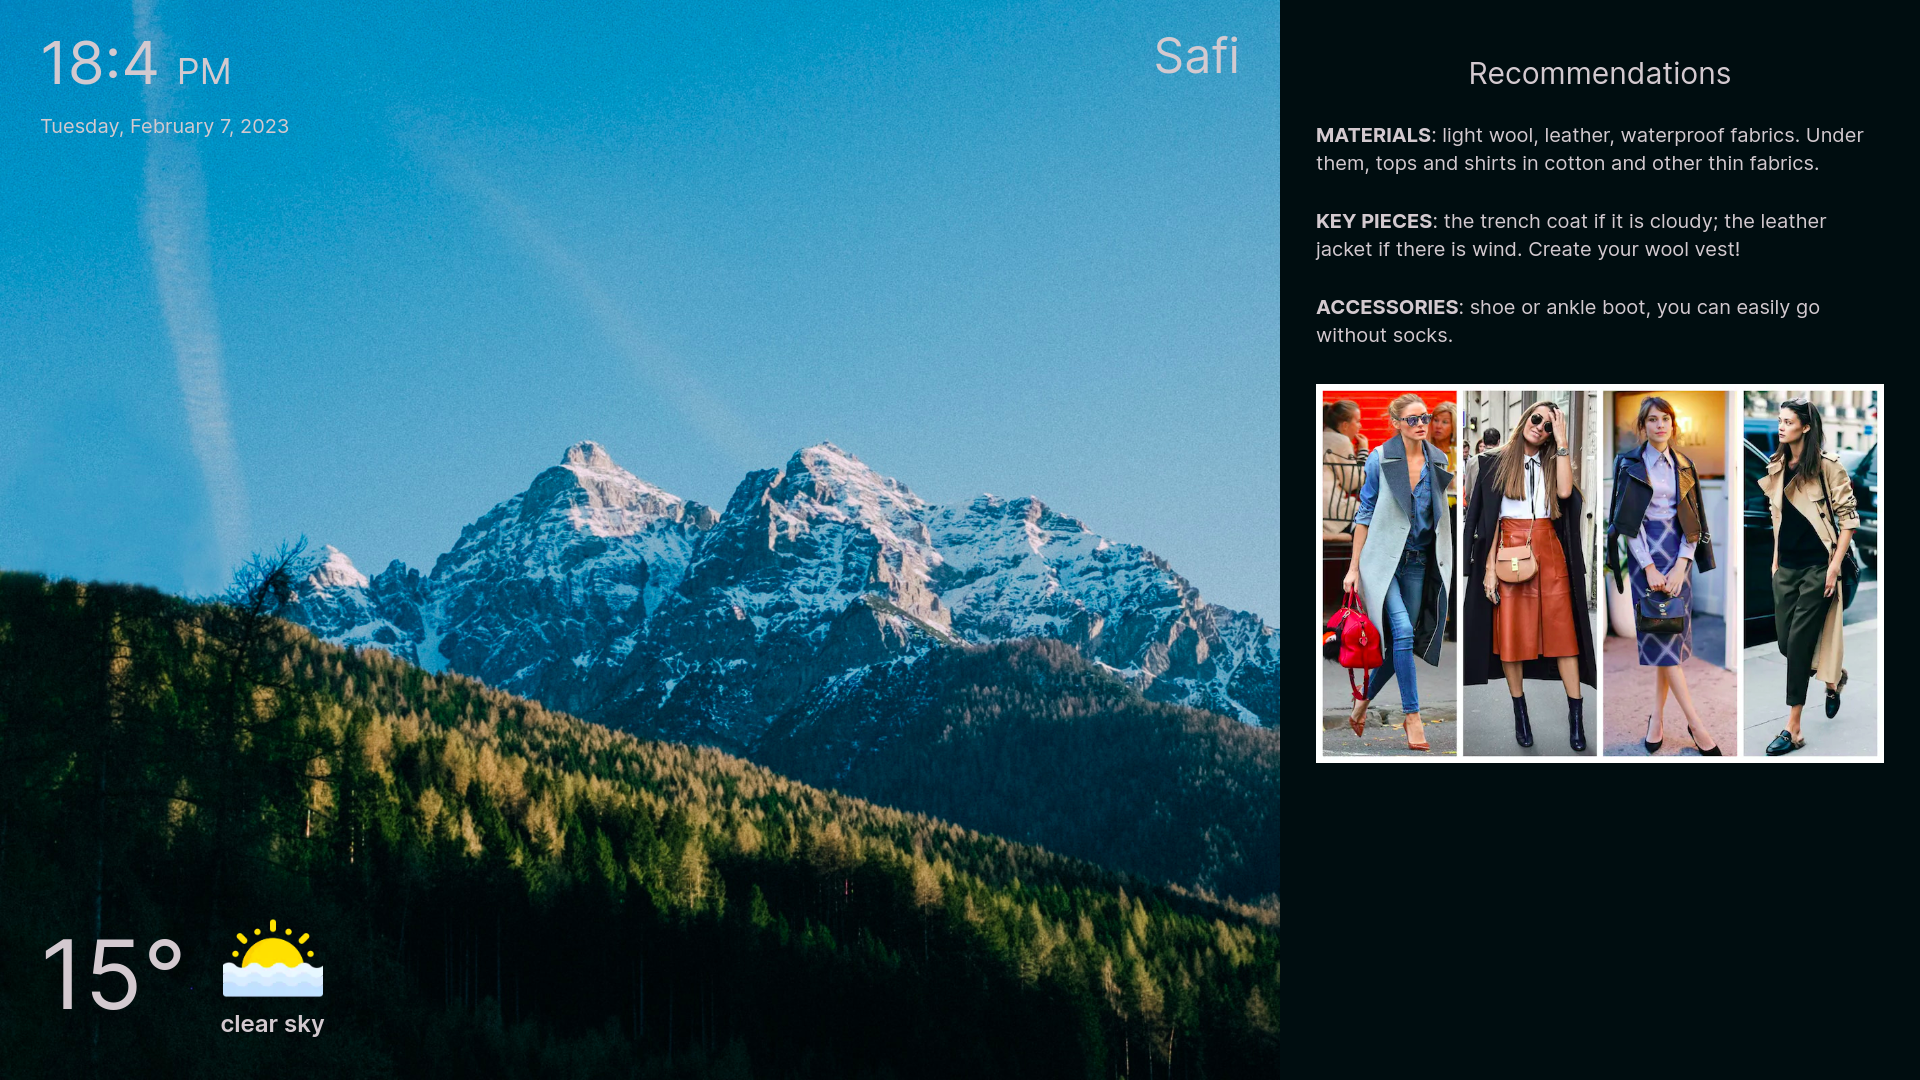 18:4 PM
Tuesday, February 7, 2023
Safi
15°
clear sky
Recommendations
MATERIALS: light wool, leather, waterproof fabrics. Under
them, tops and shirts in cotton and other thin fabrics.
KEY PIECES: the trench coat if it is cloudy; the leather
jacket if there is wind. Create your wool vest!
ACCESSORIES: shoe or ankle boot, you can easily go
without socks.